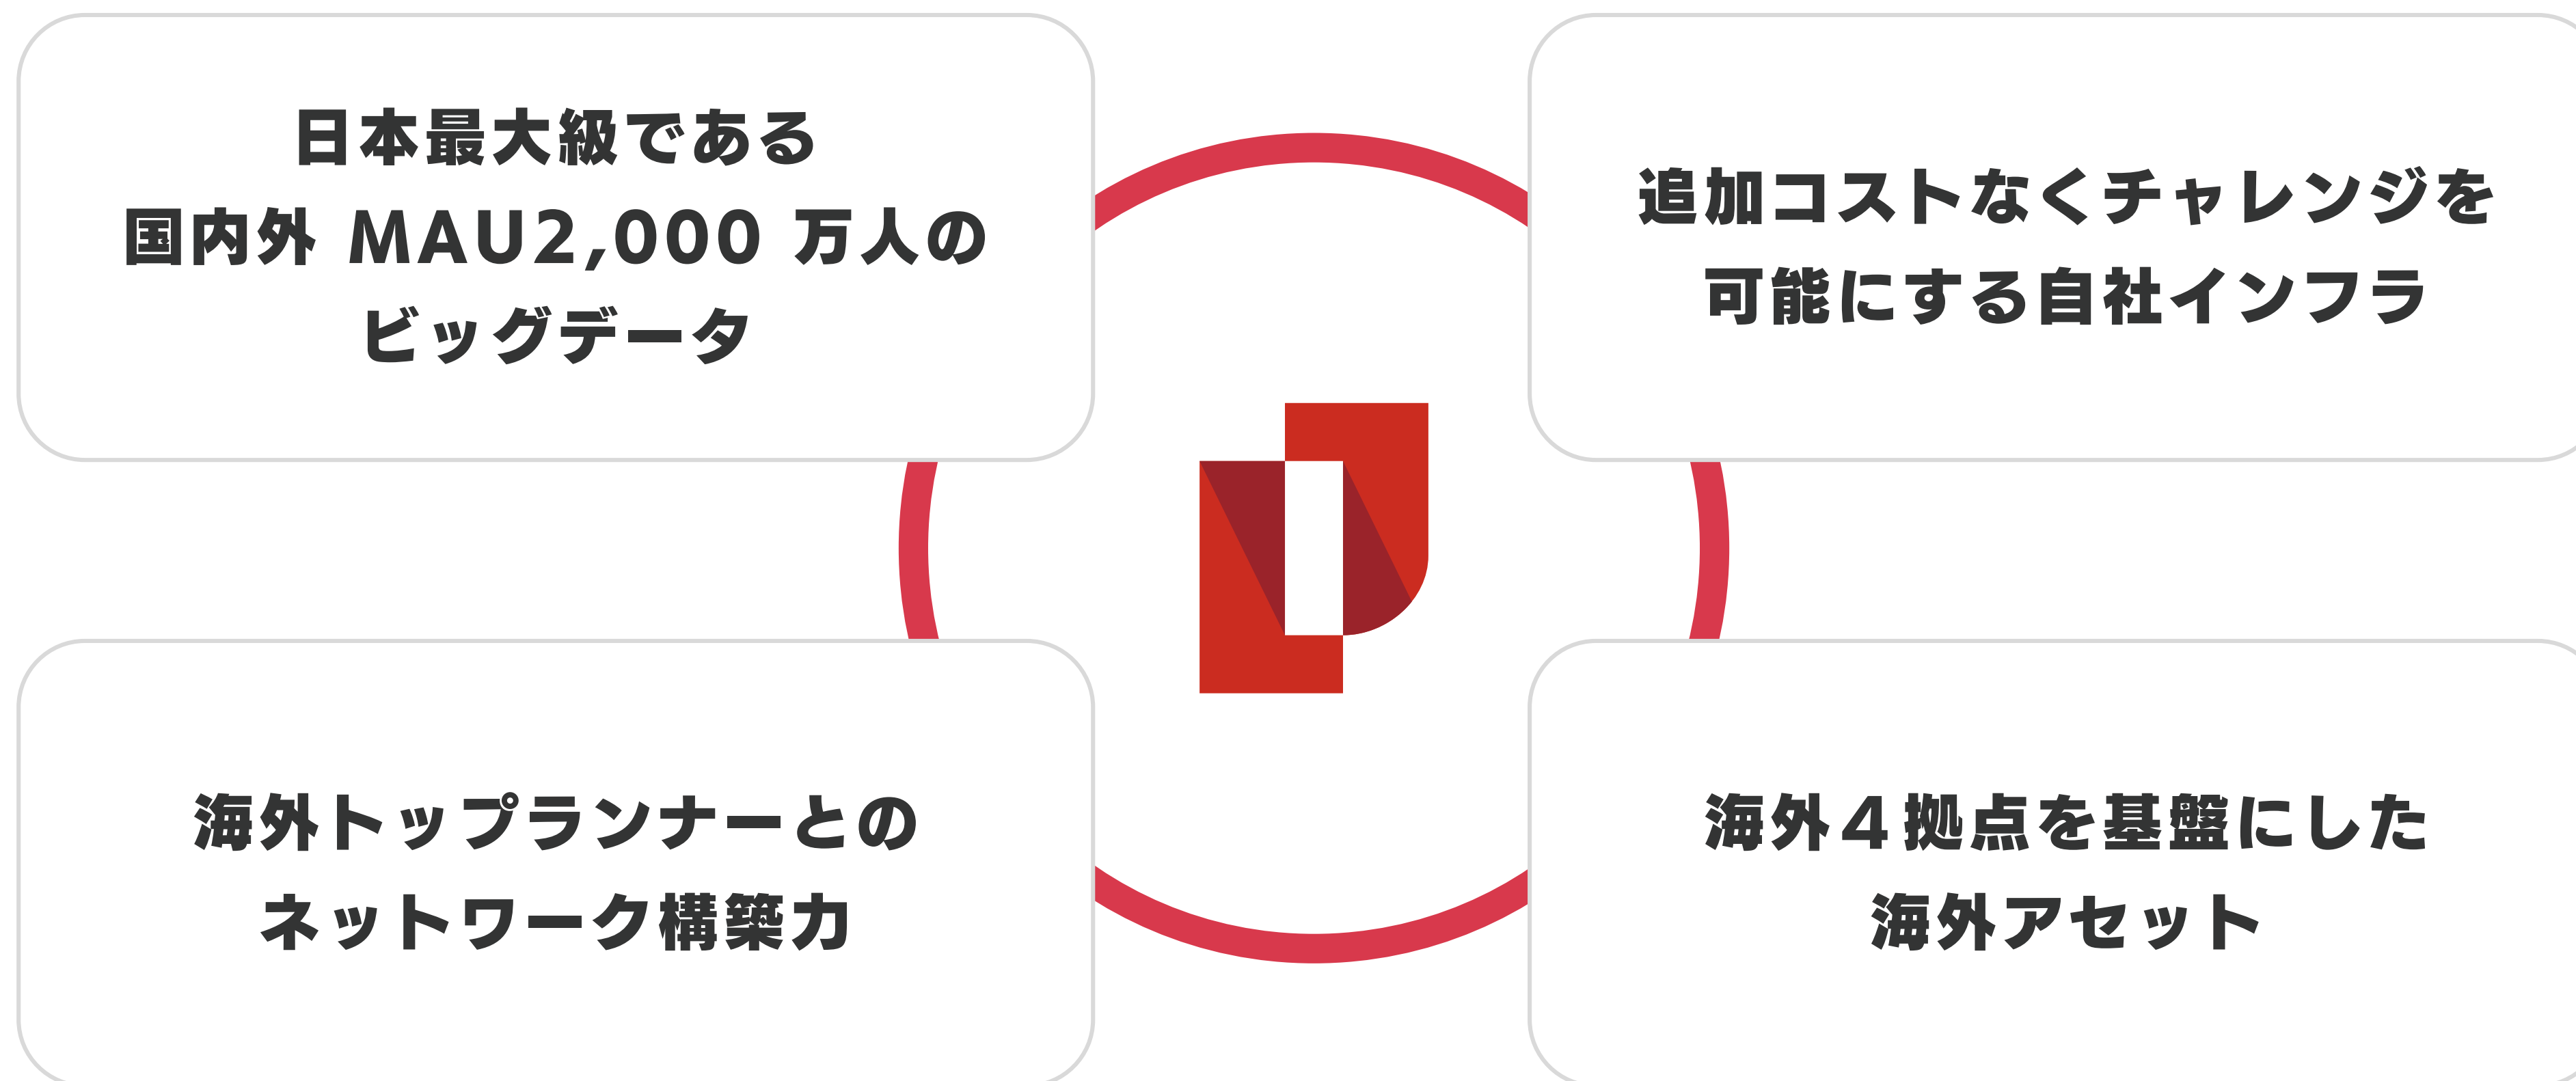 日本最大級である
国内外 MAU2,000 万人の
ビッグデータ
追加コストなくチャレンジを
可能にする自社インフラ
海外トップランナーとの
ネットワーク構築力
海外4拠点を基盤にした
海外アセット